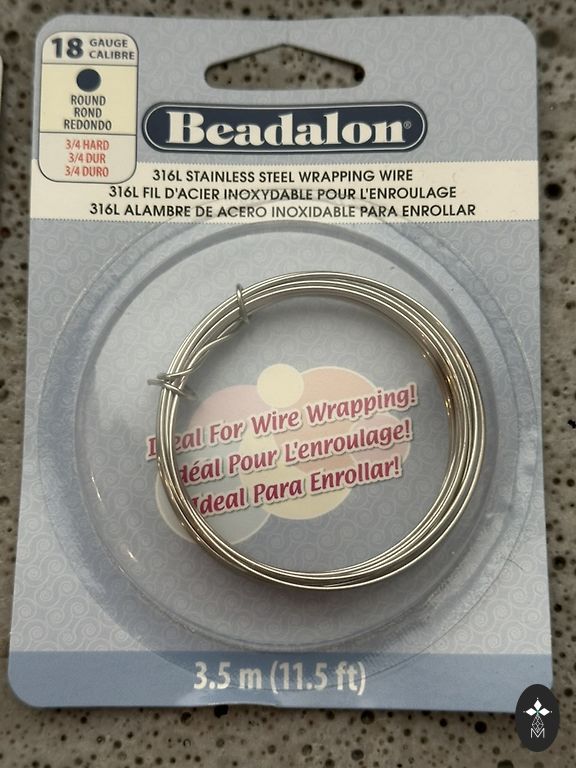 18 GAUGE
CALIBRE
ROUND
ROND
REDONDO
3/4 HARD
3/4 DUR
3/4 DURO
Beadalon®
316L STAINLESS STEEL WRAPPING WIRE
316L FIL D'ACIER INOXYDABLE POUR L'ENROULAGE
316L ALAMBRE DE ACERO INOXIDABLE PARA ENROLLAR
Ideal For Wire Wrapping!
Idéal Pour L'enroulage!
Ideal Para Enrollar!
3.5 m (11.5 ft)
M